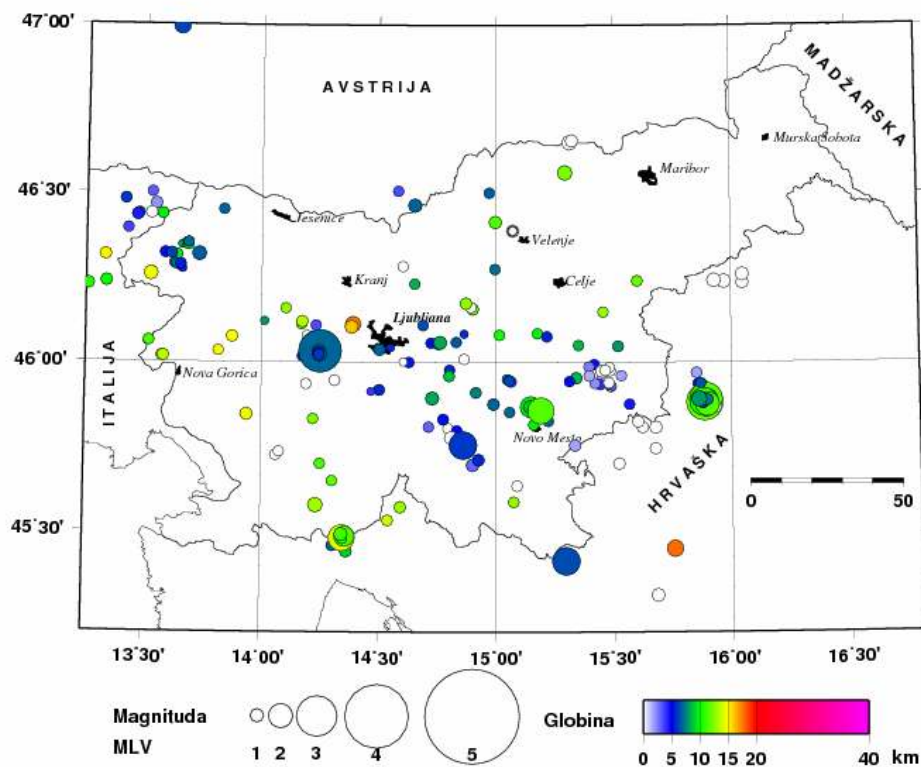 47°00'
AVSTRIJA
MADŽARSKA
Murska Sobota
Maribor
46°30'
Jesenice
Velenje
Kranj
Celje
Ljubljana
46°00'
ITALIJA
Nova Gorica
Novo Mesto
HRVAŠKA
0 50
45°30'
13°30' 14°00' 14°30' 15°00' 15°30' 16°00' 16°30'
Magnituda
MLV
1 2 3 4 5
Globina
0 5 10 15 20 40 km